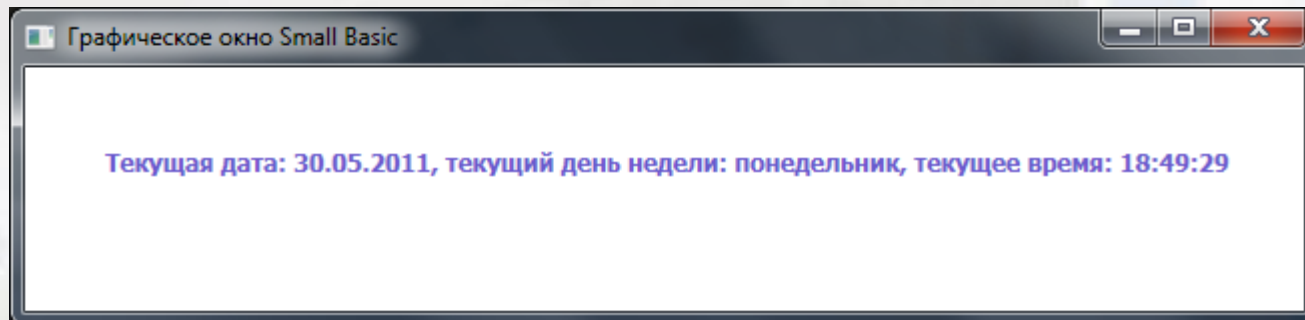 Графическое окно Small Basic
Текущая дата: 30.05.2011, текущий день недели: понедельник, текущее время: 18:49:29